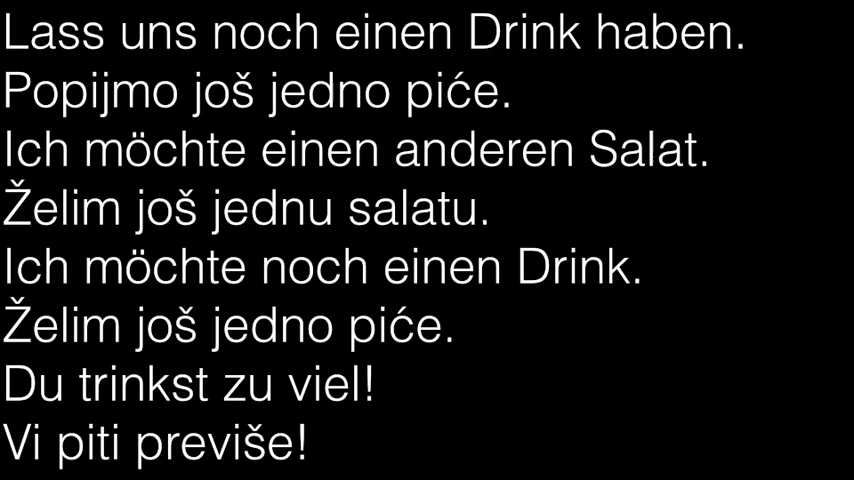 Lass uns noch einen Drink haben.
Popijmo još jedno piće.
Ich möchte einen anderen Salat.
Želim još jednu salatu.
Ich möchte noch einen Drink.
Želim još jedno piće.
Du trinkst zu viel!
Vi piti previše!